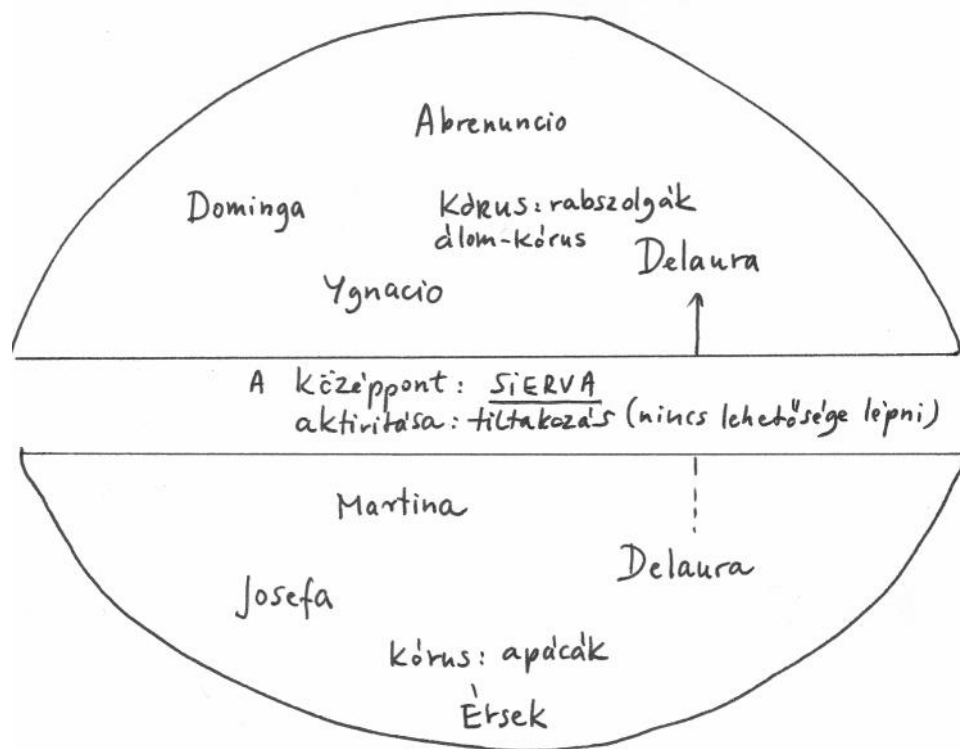 Abrenuncio
Dominga
Kórus: rabszolgák
álom-kórus
Delaura
Ygnacio
A középpont: SiERVA
aktivitása: tiltakozás (nincs lehetősége lépni)
Martina
Delaura
Josefa
kórus: apácák
Érsek